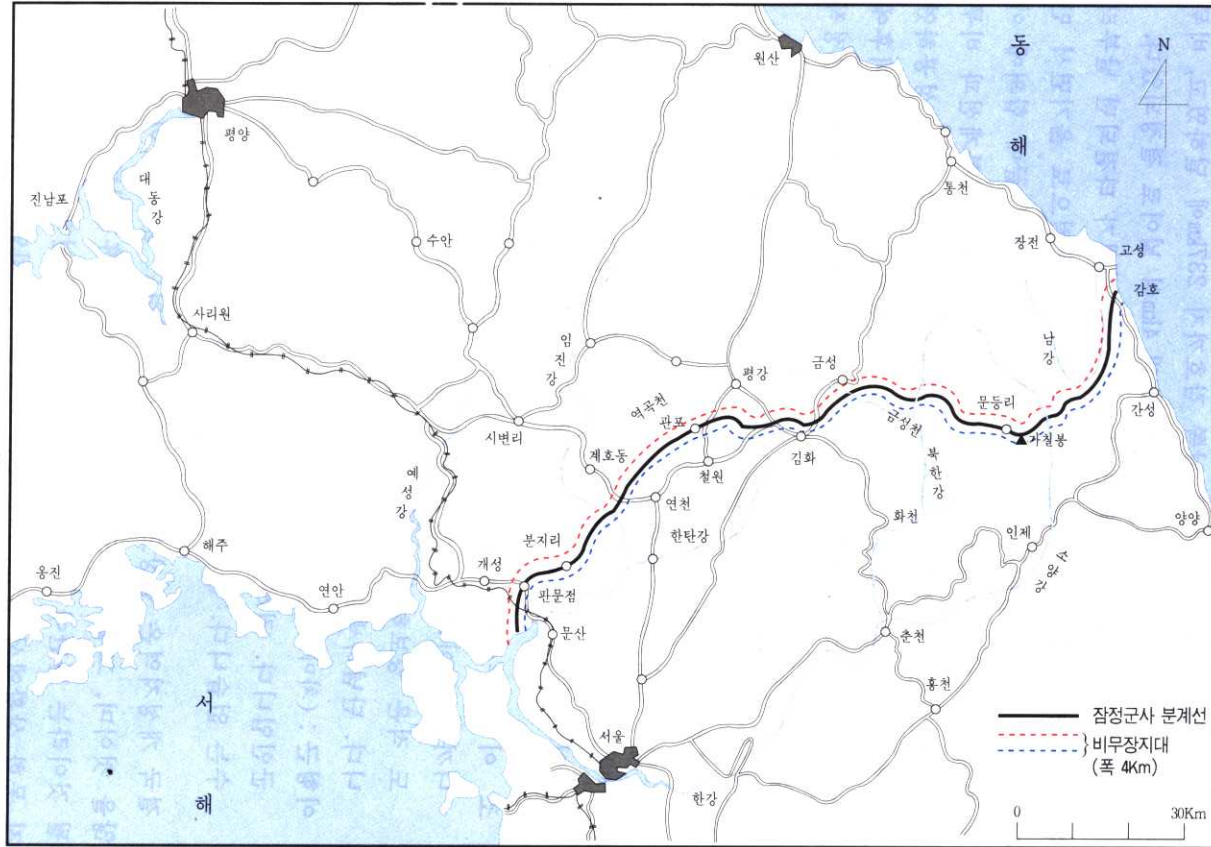 원산
동
해
N
평양
대동강
진남포
수안
통천
장전
고성
감호
사리원
임진강
남강
평강
금성
역곡천
관포
문등리
간성
시변리
금성천
가칠봉
계호동
김화
북한강
철원
예성강
연천
화천
한탄강
분지리
인제
양양
소양강
해주
개성
옹진
연안
판문점
문산
춘천
홍천
서
해
서울
한강
잠정군사 분계선
비무장지대
(폭 4Km)
0
30Km